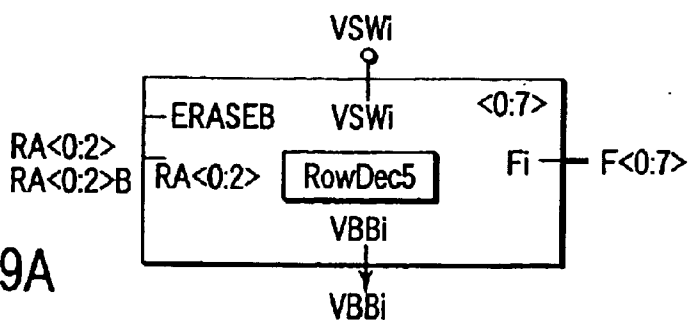 VSWi
ERASEB
VSWi
<0:7>
RA<0:2>
RA<0:2>B
RA<0:2>
RowDec5
Fi
F<0:7>
VBBi
9A
VBBi